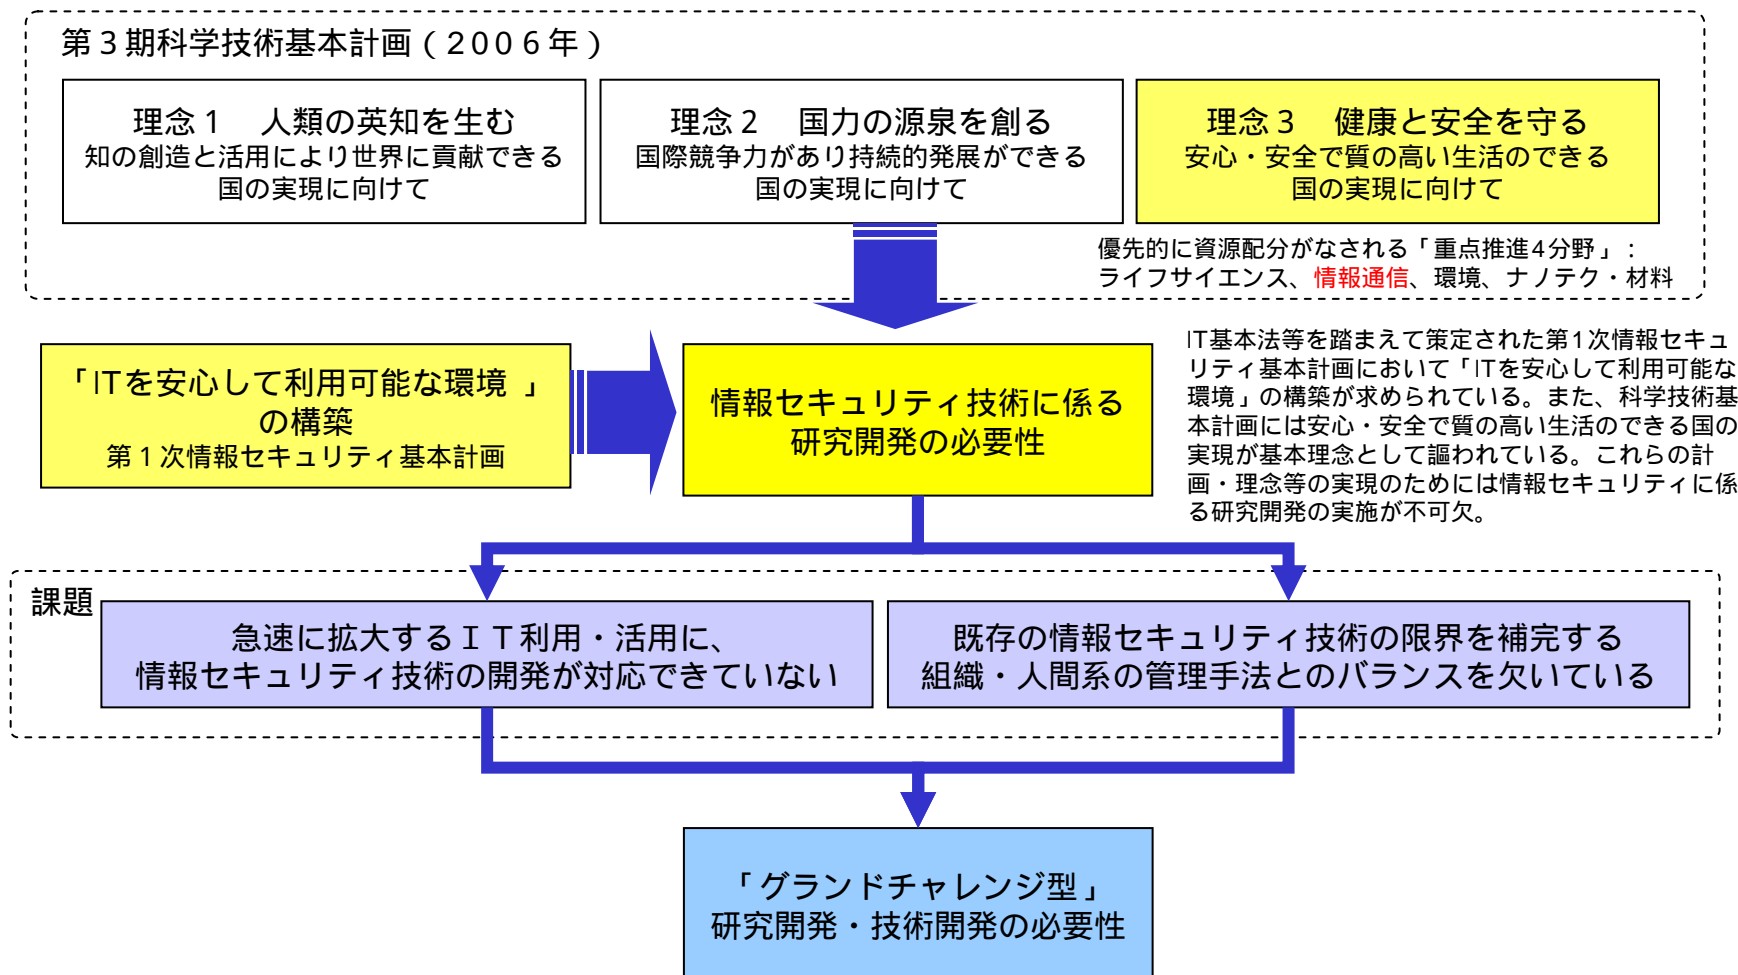 第3期科学技術基本計画(2006年)
理念1 人類の英知を生む
知の創造と活用により世界に貢献できる
国の実現に向けて
理念2 国力の源泉を創る
国際競争力があり持続的発展ができる
国の実現に向けて
理念3 健康と安全を守る
安心・安全で質の高い生活のできる
国の実現に向けて
優先的に資源配分がなされる「重点推進4分野」:
ライフサイエンス、情報通信、環境、ナノテク・材料
「ITを安心して利用可能な環境」
の構築
第1次情報セキュリティ基本計画
情報セキュリティ技術に係る
研究開発の必要性
IT基本法等を踏まえて策定された第1次情報セキュ
リティ基本計画において「ITを安心して利用可能な
環境」の構築が求められている。また、科学技術基
本計画には安心・安全で質の高い生活のできる国の
実現が基本理念として謳われている。これらの計
画・理念等の実現のためには情報セキュリティに係
る研究開発の実施が不可欠。
課題
急速に拡大するIT利用・活用に、
情報セキュリティ技術の開発が対応できていない
既存の情報セキュリティ技術の限界を補完する
組織・人間系の管理手法とのバランスを欠いている
「グランドチャレンジ型」
研究開発・技術開発の必要性